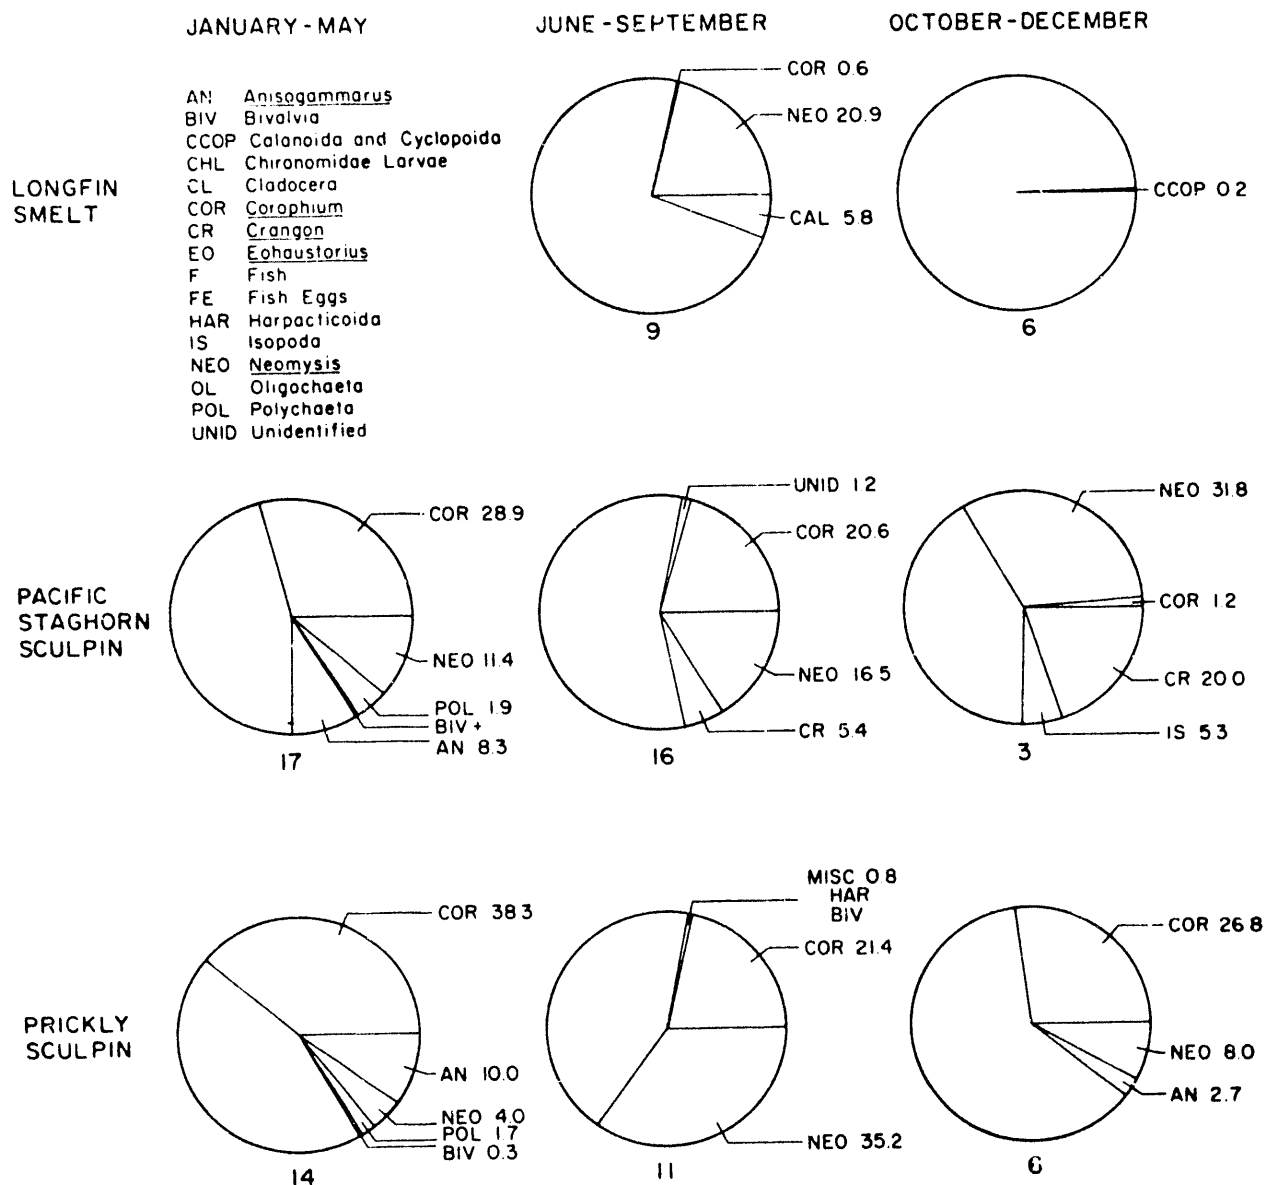 JANUARY-MAY
JUNE-SEPTEMBER
OCTOBER-DECEMBER
AN Anisogammarus
BIV Bivalvia
CCOP Calanoida and Cyclopoida
CHL Chironomidae Larvae
CL Cladocera
COR Corophium
CR Crangon
EO Eohaustorius
F Fish
FE Fish Eggs
HAR Harpacticoida
IS Isopoda
NEO Neomysis
OL Oligochaeta
POL Polychaeta
UNID Unidentified
LONGFIN
SMELT
COR 0.6
NEO 20.9
CAL 5.8
9
CCOP 0.2
6
PACIFIC
STAGHORN
SCULPIN
COR 28.9
NEO 11.4
POL 1.9
BIV +
AN 8.3
17
UNID 1.2
COR 20.6
NEO 16.5
CR 5.4
16
NEO 31.8
COR 1.2
CR 20.0
IS 5.3
3
PRICKLY
SCULPIN
COR 38.3
AN 10.0
NEO 4.0
POL 1.7
BIV 0.3
14
MISC 0.8
HAR
BIV
COR 21.4
NEO 35.2
11
COR 26.8
NEO 8.0
AN 2.7
6